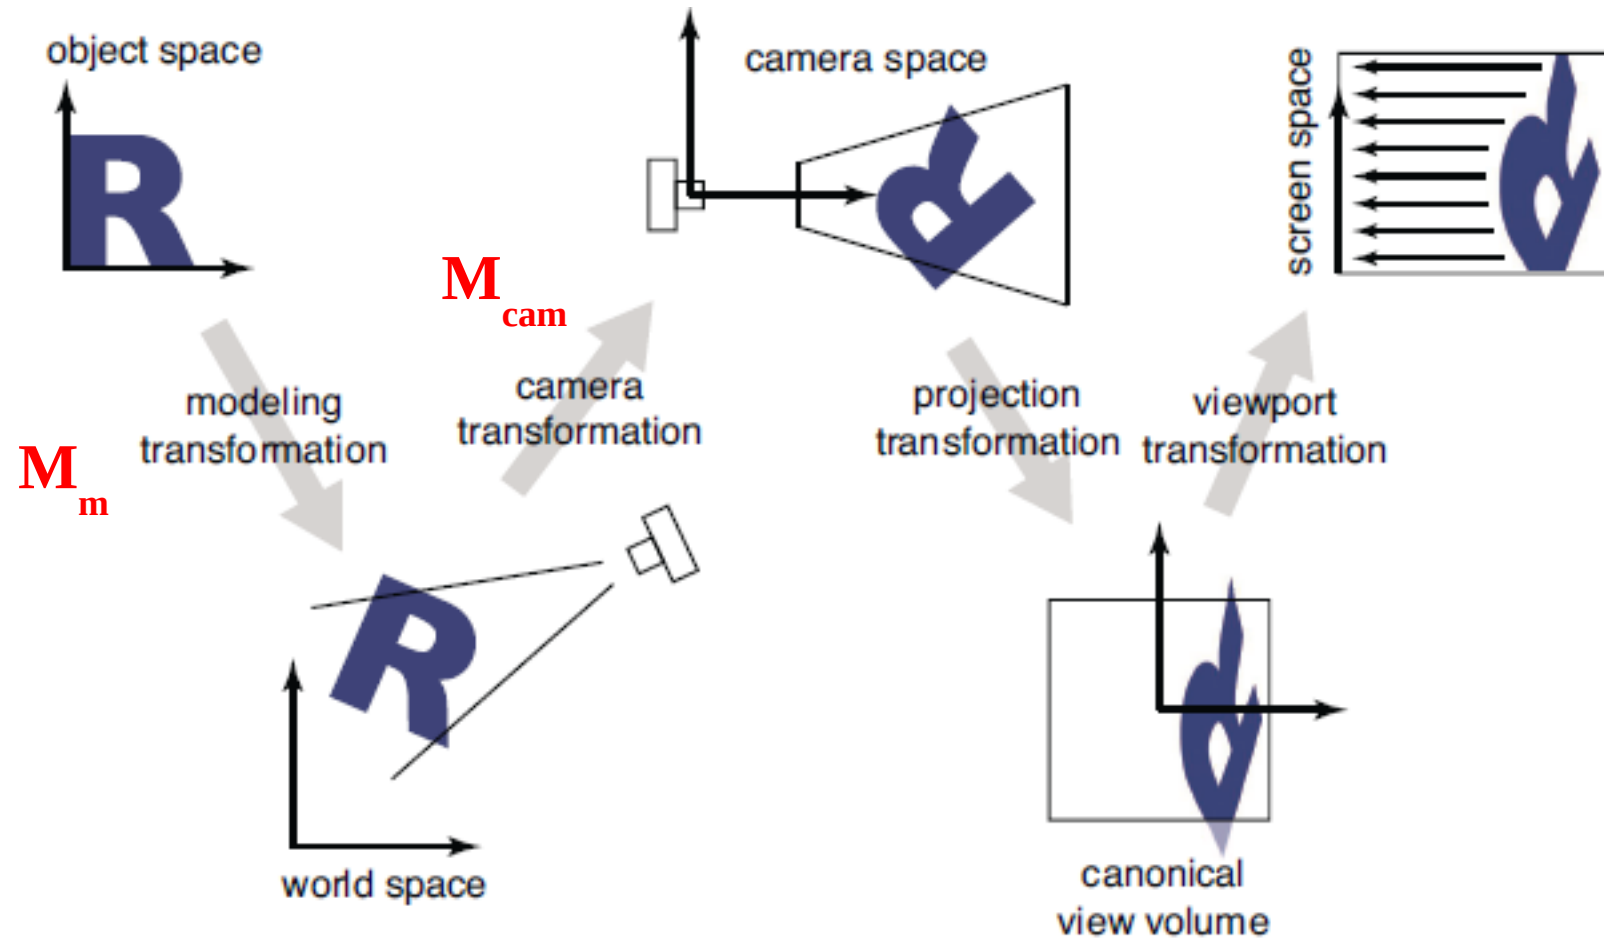 object space
camera space
screen space
M
cam
modeling
transformation
camera
transformation
projection
transformation
viewport
transformation
M
m
world space
canonical
view volume